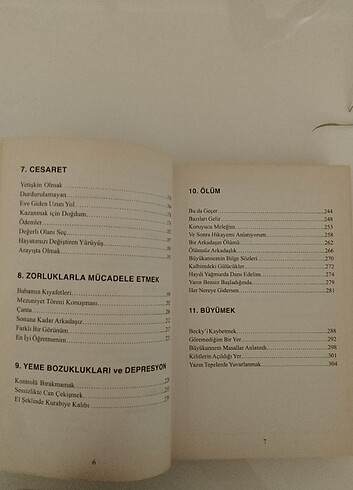 7. CESARET
Yetişkin Olmak
Durdurulamayan
Eve Giden Uzun Yol
Kazanmak için Doğdum
Ödemler
Değerli Olanı Seç
Hayatımızı Değiştiren Yürüyüş
Arayışta Olmak
8. ZORLUKLARLA MÜCADELE ETMEK
Babamın Kıyafetleri
Mezuniyet Töreni Konuşması
Çanta
Sonuna Kadar Arkadaşız
Farklı Bir Görünüm
En İyi Öğretmenim
9. YEME BOZUKLUKLARI ve DEPRESYON
Kontrolü Bırakmamak
Sessizlikte Can Çekişmek
El Şeklinde Kurabiye Kalıbı
6
10. ÖLÜM
Bu da Geçer 244
Bazıları Gelir 248
Koruyucu Meleğim 253
Ve Sonra Hikayemi Anlatıyorum 258
Bir Arkadaşın Ölümü 262
Ölümsüz Arkadaşlık 266
Büyükannemin Bilge Sözleri 270
Kalbimdeki Gülücükler 272
Haydi Yağmurda Dans Edelim 274
Yarın Bensiz Başladığında 279
Her Nereye Gidersen 281
11. BÜYÜMEK
Becky'i Kaybetmek 288
Göremediğim Bir Yer 292
Büyükannem Masallar Anlatırdı 298
Kilitlerin Açıldığı Yer 301
Yazın Tepelerde Yuvarlanmak 304
7